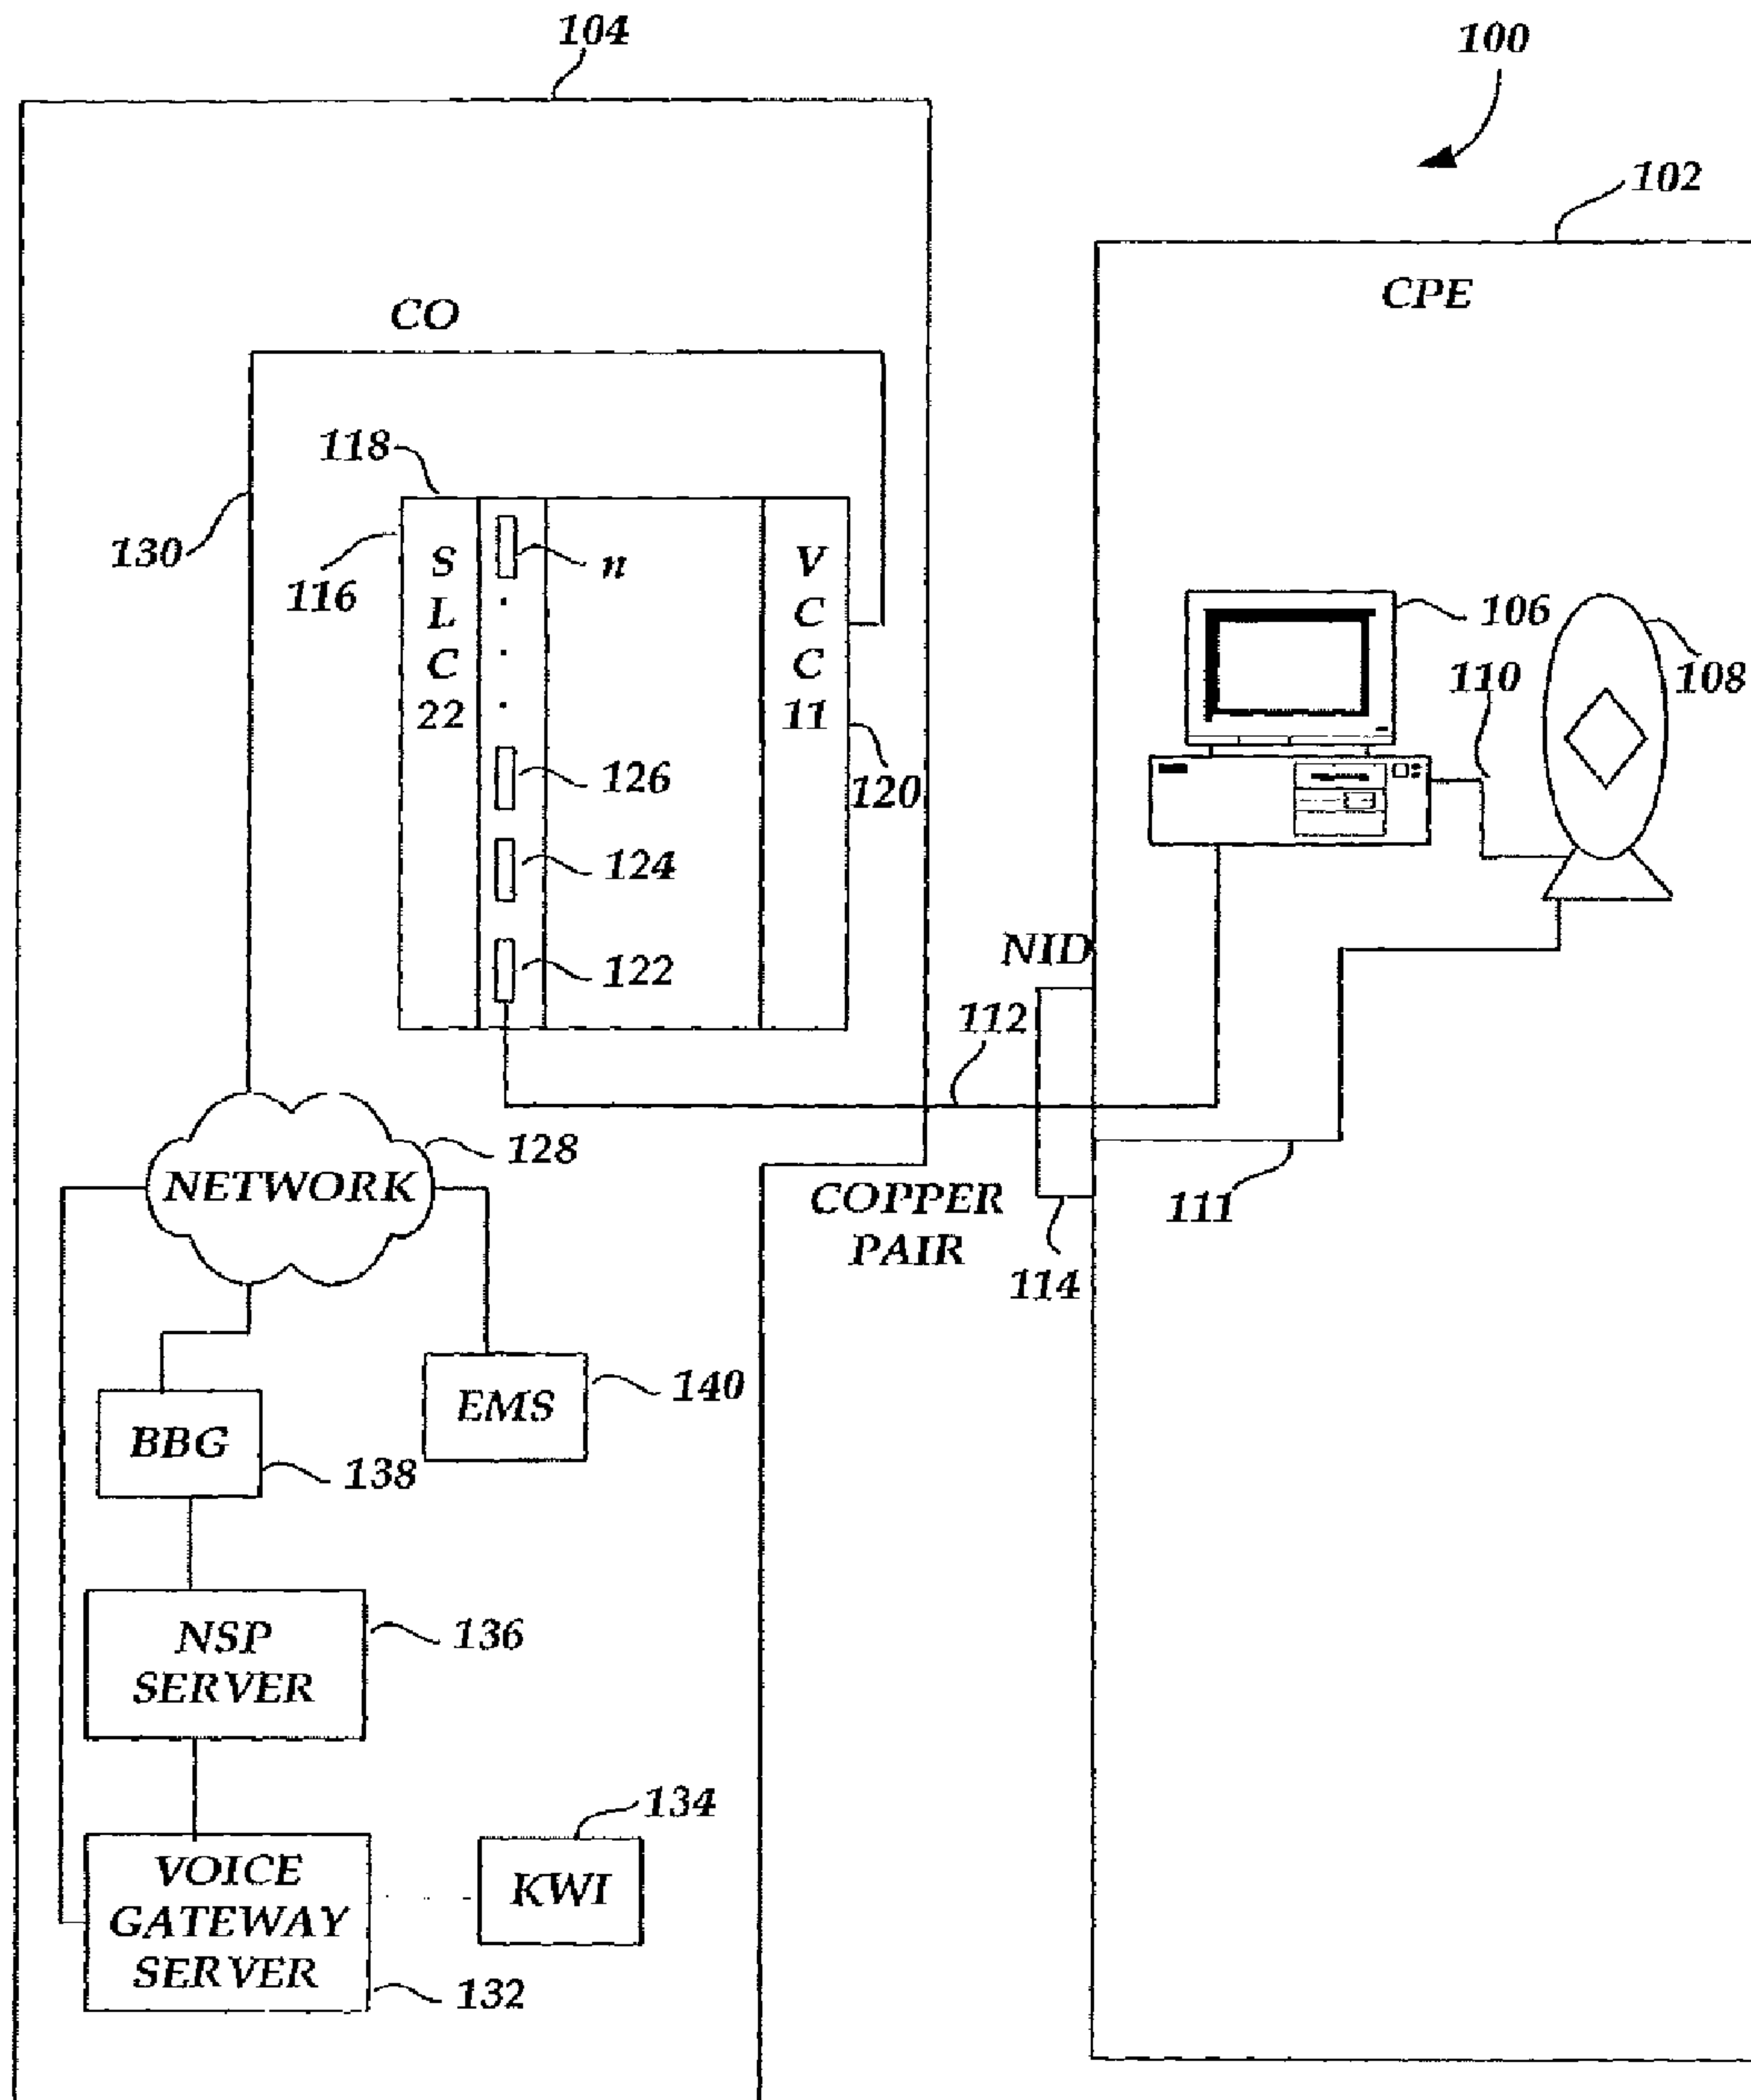 104
100
102
CPE
CO
118
130
116
S
L
C
22
n
V
C
C
11
120
126
124
122
106
110
108
NID
112
128
NETWORK
COPPER
PAIR
111
114
EMS
140
BBG
138
NSP
SERVER
136
134
VOICE
GATEWAY
SERVER
KWI
132